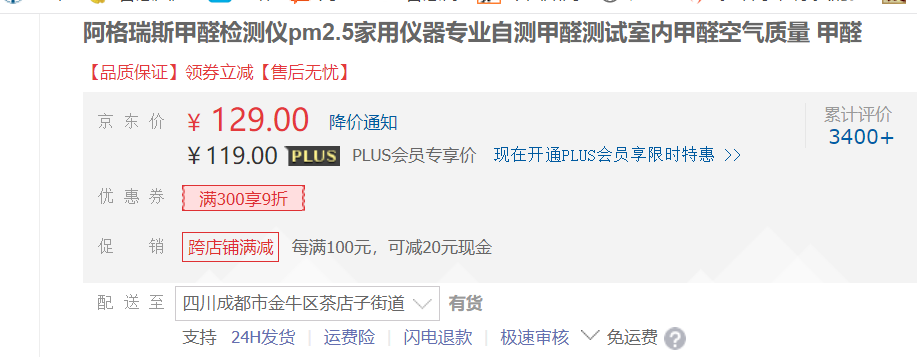 阿格瑞斯甲醛检测仪pm2.5家用仪器专业自测甲醛测试室内甲醛空气质量 甲醛
【品质保证】领券立减【售后无忧】
京东价 ¥ 129.00 降价通知 累计评价
3400+
¥119.00 PLUS PLUS会员专享价 现在开通PLUS会员享限时特惠 >>
优惠券 满300享9折
促销 跨店铺满减 每满100元，可减20元现金
配送至 四川成都市金牛区茶店子街道 有货
支持 24H发货 | 运费险 | 闪电退款 | 极速审核 免运费 ?